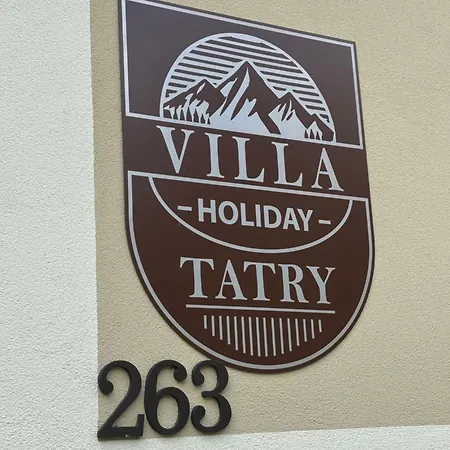 VILLA
– HOLIDAY –
TATRY
263